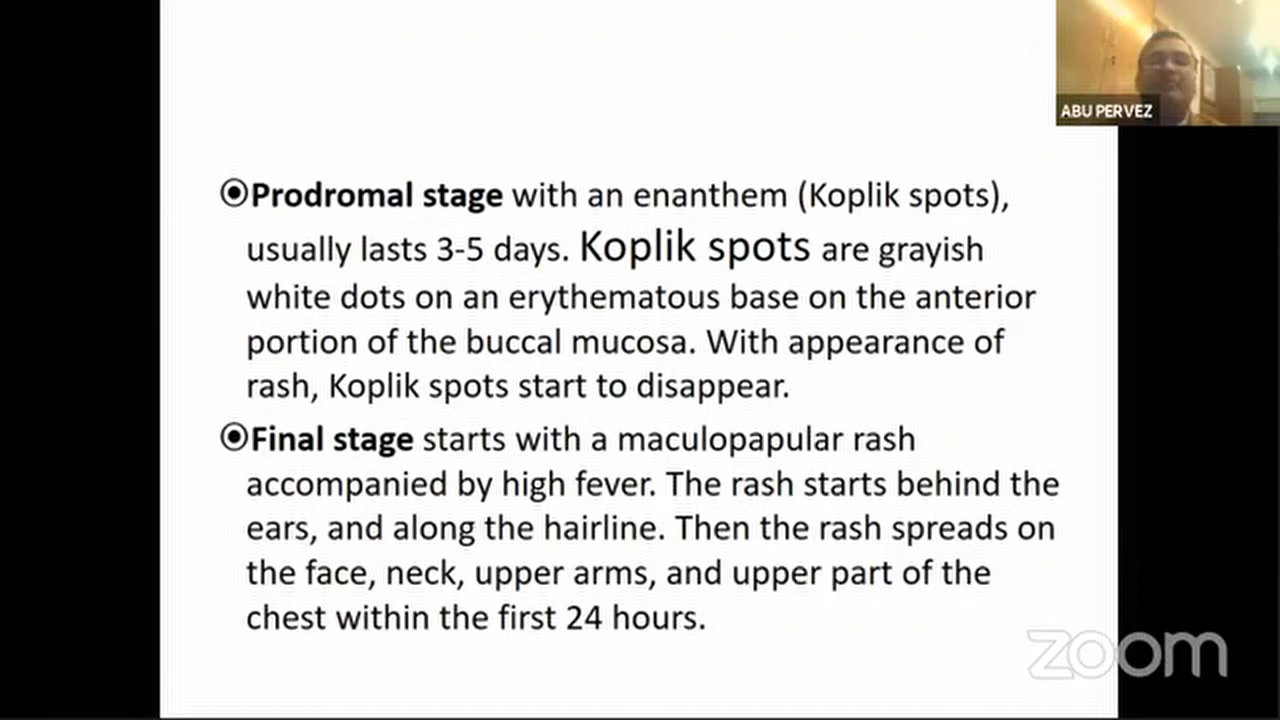 ABU PERVEZ
Prodromal stage with an enanthem (Koplik spots),
usually lasts 3-5 days. Koplik spots are grayish
white dots on an erythematous base on the anterior
portion of the buccal mucosa. With appearance of
rash, Koplik spots start to disappear.
Final stage starts with a maculopapular rash
accompanied by high fever. The rash starts behind the
ears, and along the hairline. Then the rash spreads on
the face, neck, upper arms, and upper part of the
chest within the first 24 hours.
zoom